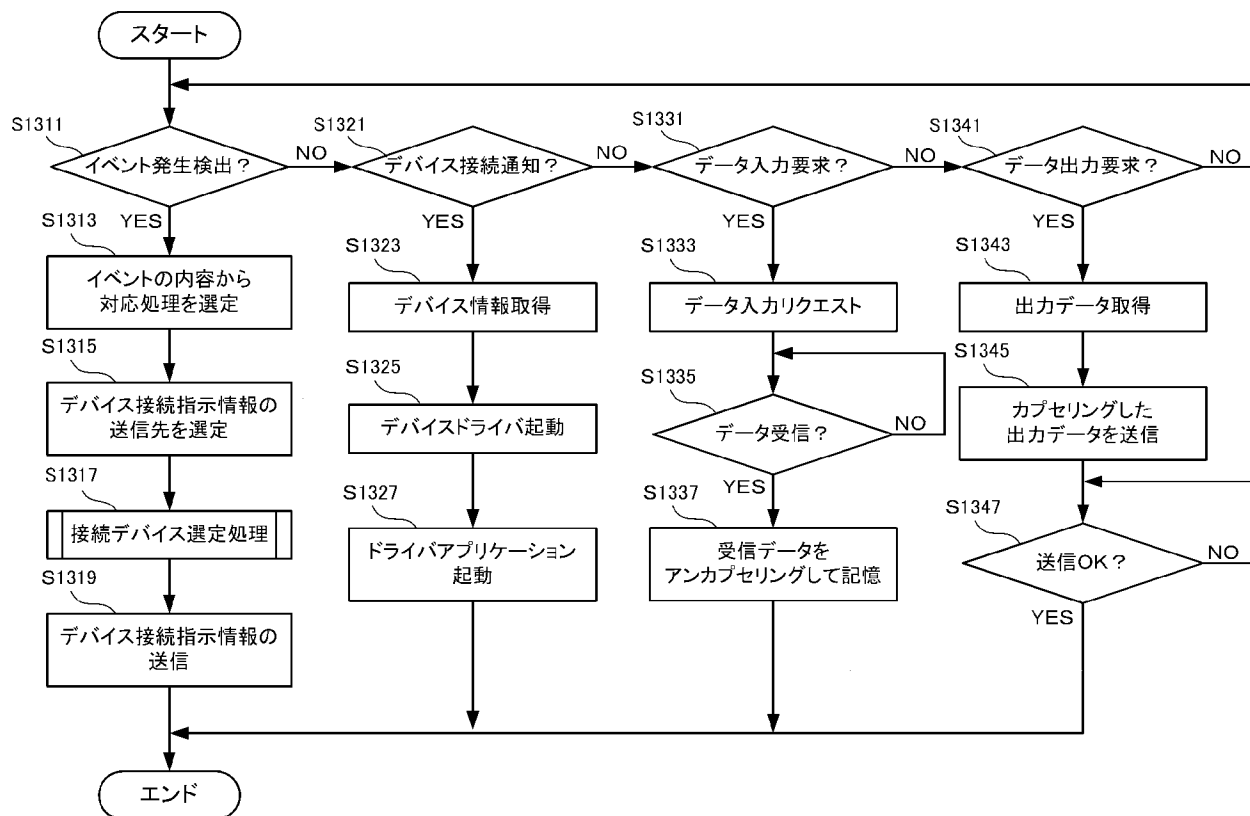 スタート
S1311
イベント発生検出？
NO
YES
S1313
イベントの内容から
対応処理を選定
S1315
デバイス接続指示情報の
送信先を選定
S1317
接続デバイス選定処理
S1319
デバイス接続指示情報の
送信
エンド
S1321
デバイス接続通知？
NO
YES
S1323
デバイス情報取得
S1325
デバイスドライバ起動
S1327
ドライバアプリケーション
起動
S1331
データ入力要求？
NO
YES
S1333
データ入力リクエスト
S1335
データ受信？
NO
YES
S1337
受信データを
アンカプセリングして記憶
S1341
データ出力要求？
NO
YES
S1343
出力データ取得
S1345
カプセリングした
出力データを送信
S1347
送信OK？
NO
YES